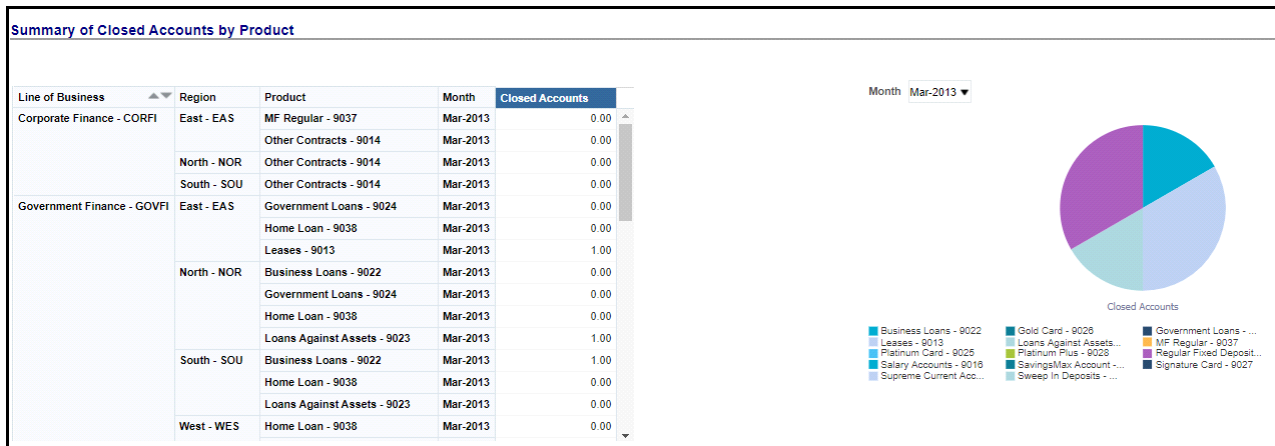 Summary of Closed Accounts by Product
Line of Business Region Product Month Closed Accounts
Corporate Finance - CORFI East - EAS MF Regular - 9037 Mar-2013 0.00
Other Contracts - 9014 Mar-2013 0.00
North - NOR Other Contracts - 9014 Mar-2013 0.00
South - SOU Other Contracts - 9014 Mar-2013 0.00
Government Finance - GOVFI East - EAS Government Loans - 9024 Mar-2013 0.00
Home Loan - 9038 Mar-2013 0.00
Leases - 9013 Mar-2013 1.00
North - NOR Business Loans - 9022 Mar-2013 0.00
Government Loans - 9024 Mar-2013 0.00
Home Loan - 9038 Mar-2013 0.00
Loans Against Assets - 9023 Mar-2013 1.00
South - SOU Business Loans - 9022 Mar-2013 1.00
Home Loan - 9038 Mar-2013 0.00
Loans Against Assets - 9023 Mar-2013 0.00
West - WES Home Loan - 9038 Mar-2013 0.00
Month Mar-2013
Closed Accounts
Business Loans - 9022 Gold Card - 9026 Government Loans - ...
Leases - 9013 Loans Against Assets... MF Regular - 9037
Platinum Card - 9025 Platinum Plus - 9028 Regular Fixed Deposit...
Salary Accounts - 9016 SavingsMax Account -... Signature Card - 9027
Supreme Current Acc... Sweep In Deposits - ...